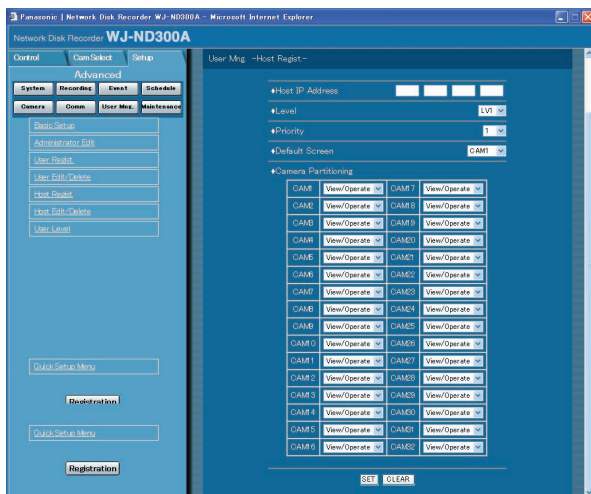 Panasonic | Network Disk Recorder WJ-ND300A - Microsoft Internet Explorer
Network Disk Recorder WJ-ND300A
Control Cam Select Setup
User Mng. -Host Regist.-
Advanced
System Recording Event Schedule
Camera Comm User Mng. Maintenance
Basic Setup
Administrator Edit
User Regist.
User Edit/Delete
Host Regist.
Host Edit/Delete
User Level
Quick Setup Menu
Registration
Quick Setup Menu
Registration
♦Host IP Address
♦Level LV1
♦Priority 1
♦Default Screen CAM1
♦Camera Partitioning
CAM1 View/Operate CAM17 View/Operate
CAM2 View/Operate CAM18 View/Operate
CAM3 View/Operate CAM19 View/Operate
CAM4 View/Operate CAM20 View/Operate
CAM5 View/Operate CAM21 View/Operate
CAM6 View/Operate CAM22 View/Operate
CAM7 View/Operate CAM23 View/Operate
CAM8 View/Operate CAM24 View/Operate
CAM9 View/Operate CAM25 View/Operate
CAM10 View/Operate CAM26 View/Operate
CAM11 View/Operate CAM27 View/Operate
CAM12 View/Operate CAM28 View/Operate
CAM13 View/Operate CAM29 View/Operate
CAM14 View/Operate CAM30 View/Operate
CAM15 View/Operate CAM31 View/Operate
CAM16 View/Operate CAM32 View/Operate
SET CLEAR